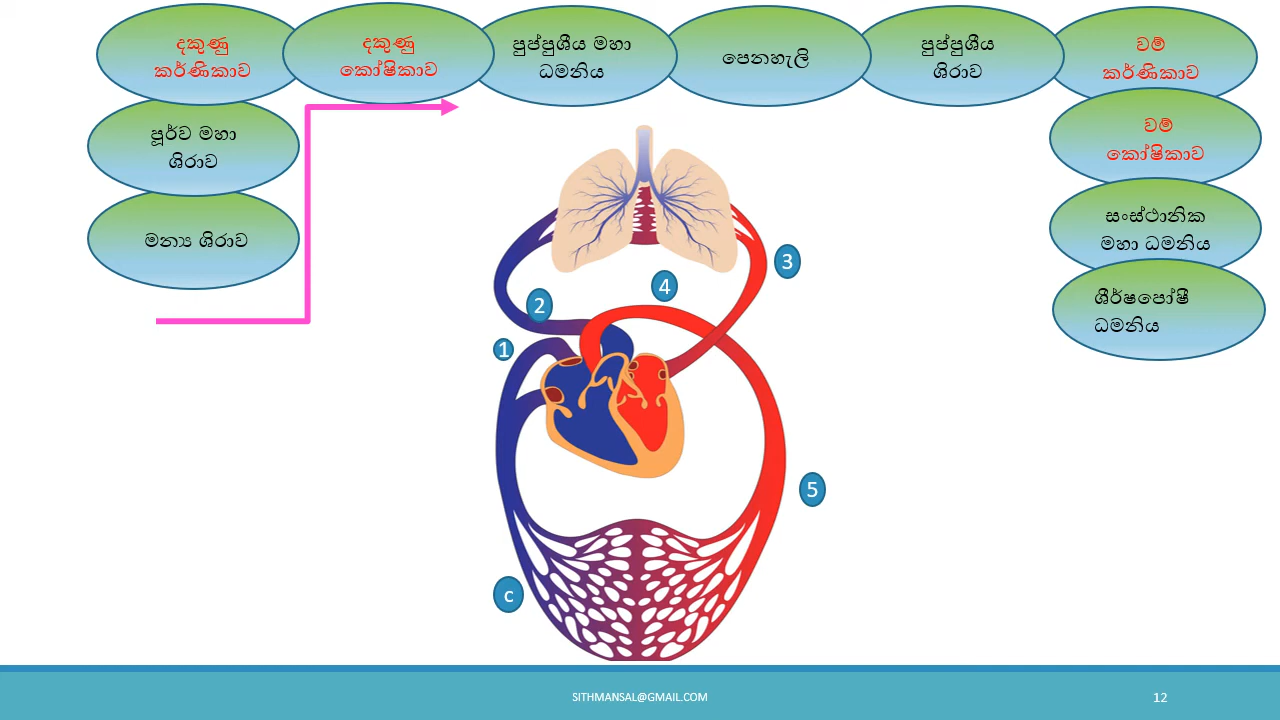 දකුණු
කර්ණිකාව
දකුණු
කෝෂිකාව
පුප්පුශීය මහා
ධමනිය
පෙනහැලි
පුප්පුශීය
ශිරාව
වම්
කර්ණිකාව
පූර්ව මහා
ශිරාව
වම්
කෝෂිකාව
මන්‍යා ශිරාව
සංස්ථානික
මහා ධමනිය
ශීර්ෂපෝෂී
ධමනිය
3
4
2
1
5
c
SITHMANSAL@GMAIL.COM
12